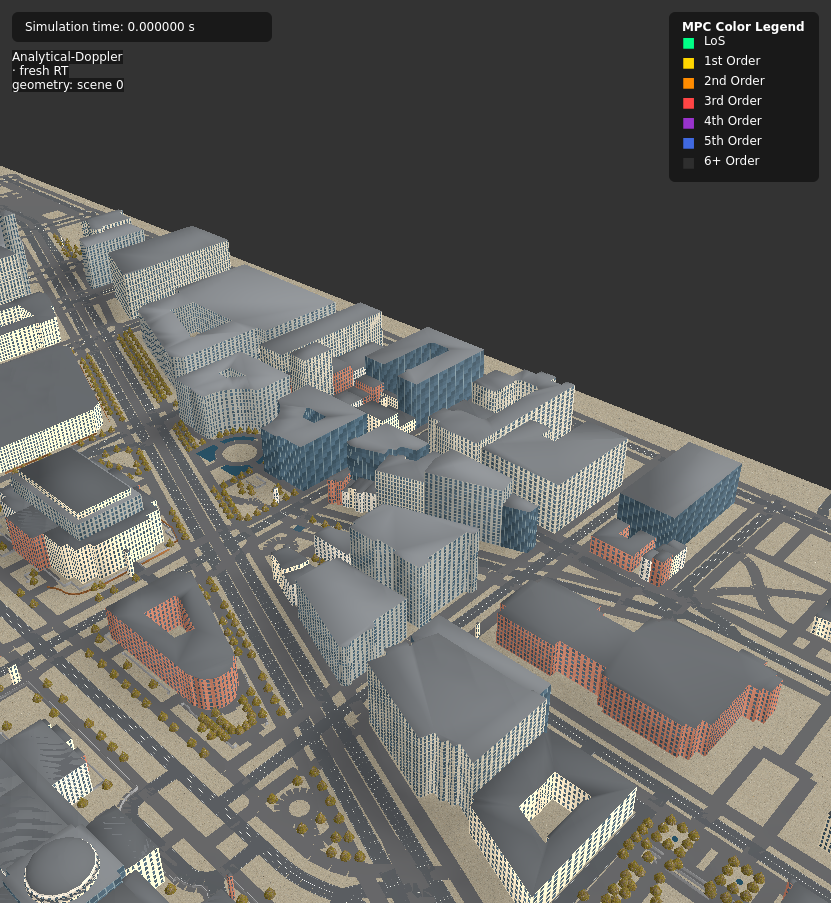 Simulation time: 0.000000 s
Analytical-Doppler
· fresh RT
geometry: scene 0
MPC Color Legend
LoS
1st Order
2nd Order
3rd Order
4th Order
5th Order
6+ Order